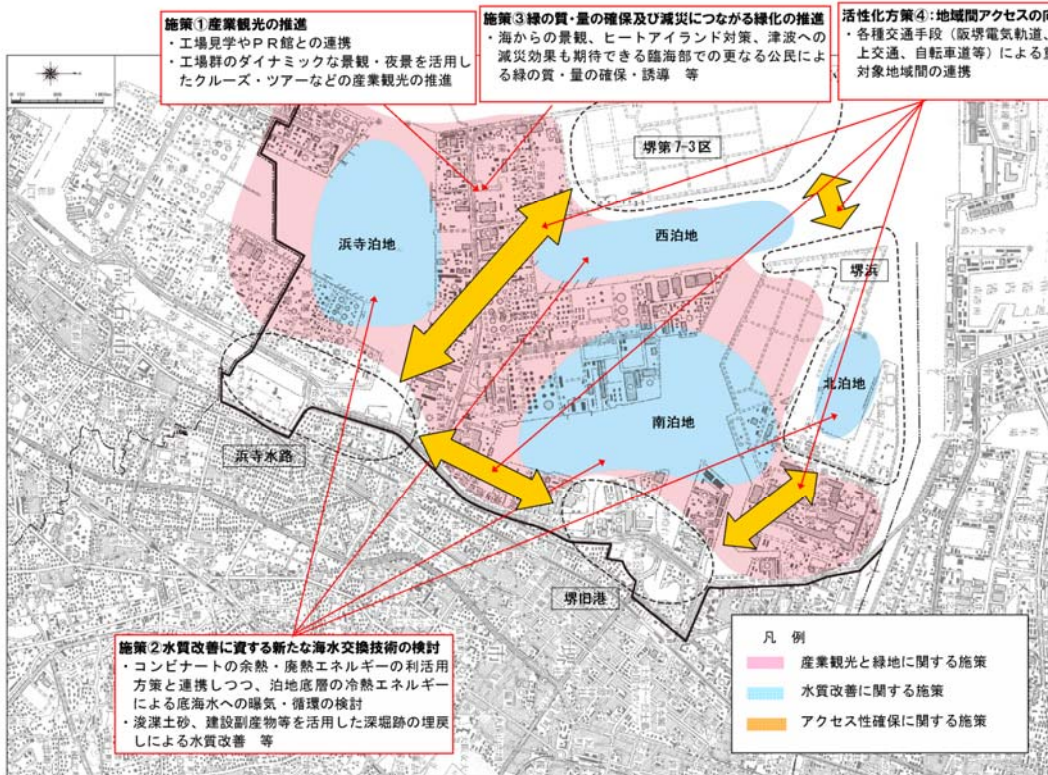 施策①産業観光の推進
・工場見学やPR館との連携
・工場群のダイナミックな景観・夜景を活用し
たクルーズ・ツアーなどの産業観光の推進
施策③緑の質・量の確保及び減災につながる緑化の推進
・海からの景観、ヒートアイランド対策、津波への
減災効果も期待できる臨海部での更なる公民によ
る緑の質・量の確保・誘導 等
活性化方策④:地域間アクセスの向
・各種交通手段(阪堺電気軌道、
上交通、自転車道等)による重
対象地域間の連携
堺第7-3区
浜寺泊地
西泊地
堺浜
北泊地
南泊地
浜寺水路
堺旧港
施策②水質改善に資する新たな海水交換技術の検討
・コンビナートの余熱・廃熱エネルギーの利活用
方策と連携しつつ、泊地底層の冷熱エネルギー
による底海水への曝気・循環の検討
・浚渫土砂、建設副産物等を活用した深堀跡の埋戻
しによる水質改善 等
凡 例
産業観光と緑地に関する施策
水質改善に関する施策
アクセス性確保に関する施策